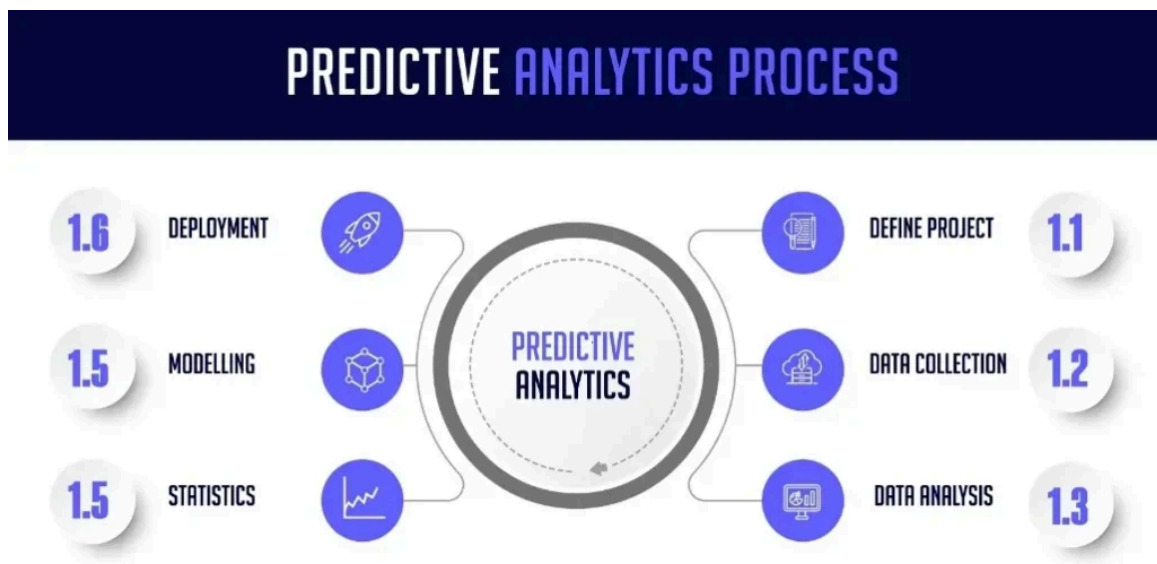 PREDICTIVE ANALYTICS PROCESS
1.6 DEPLOYMENT
1.5 MODELLING
1.5 STATISTICS
PREDICTIVE
ANALYTICS
DEFINE PROJECT 1.1
DATA COLLECTION 1.2
DATA ANALYSIS 1.3